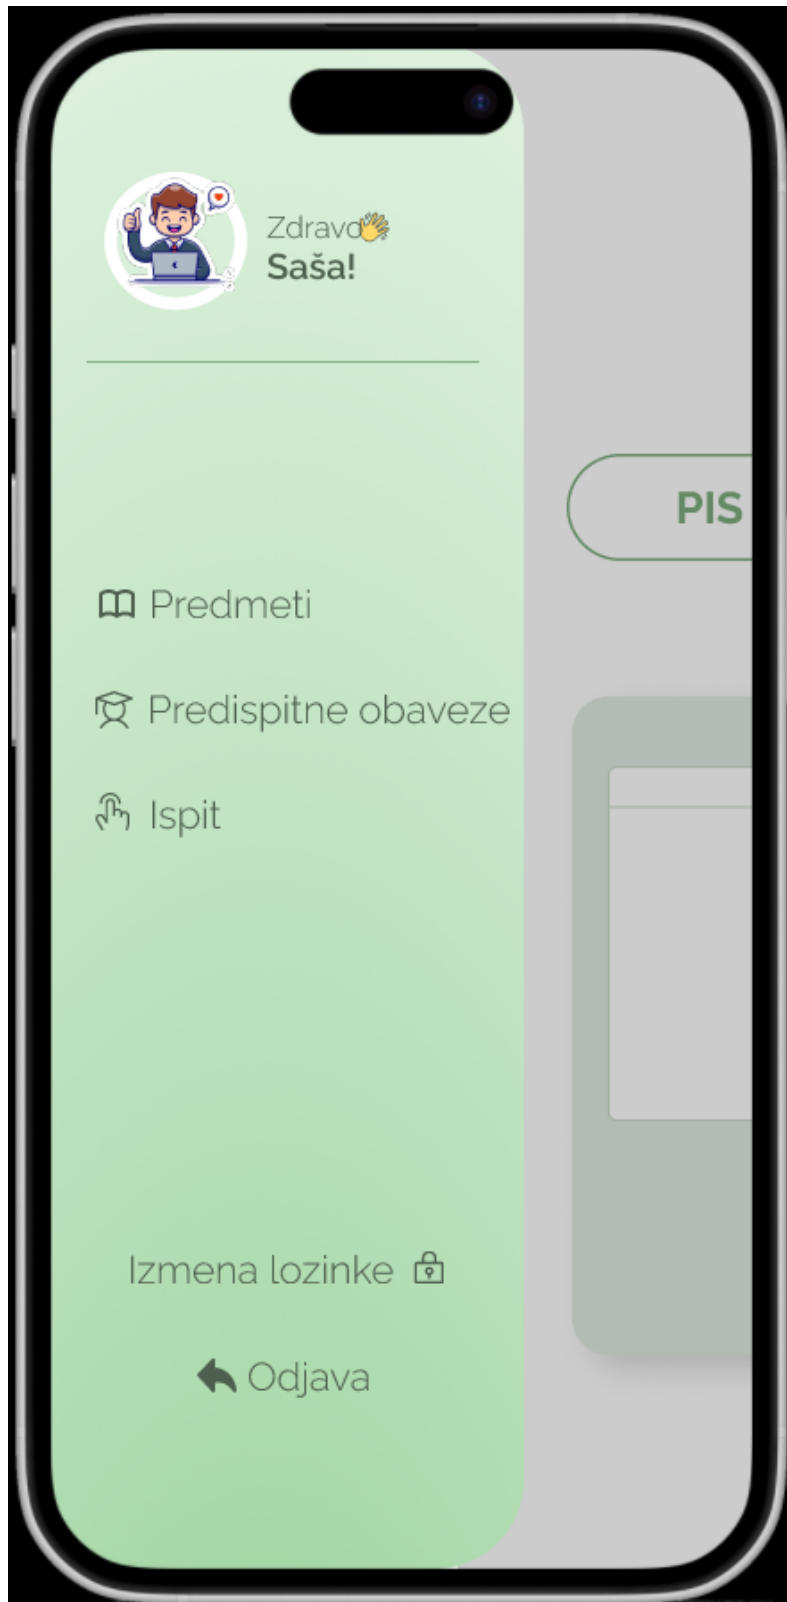 Zdravo👋
Saša!
PIS
Predmeti
Predispitne obaveze
Ispit
Izmena lozinke
Odjava